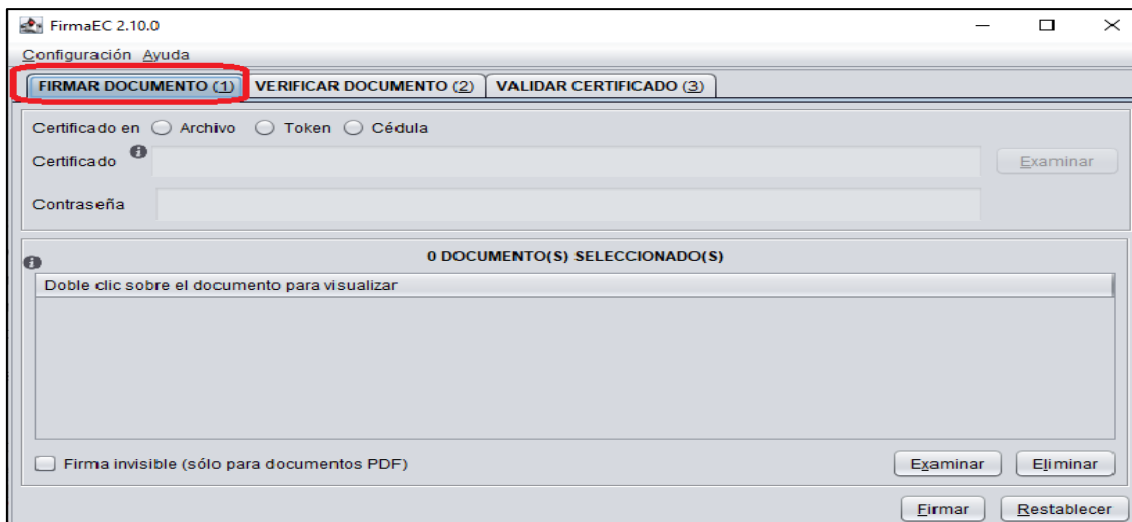 FirmaEC 2.10.0
Configuración Ayuda
FIRMAR DOCUMENTO (1) VERIFICAR DOCUMENTO (2) VALIDAR CERTIFICADO (3)
Certificado en Archivo Token Cédula
Certificado Examinar
Contraseña
0 DOCUMENTO(S) SELECCIONADO(S)
Doble clic sobre el documento para visualizar
Firma invisible (sólo para documentos PDF) Examinar Eliminar
Firmar Restablecer